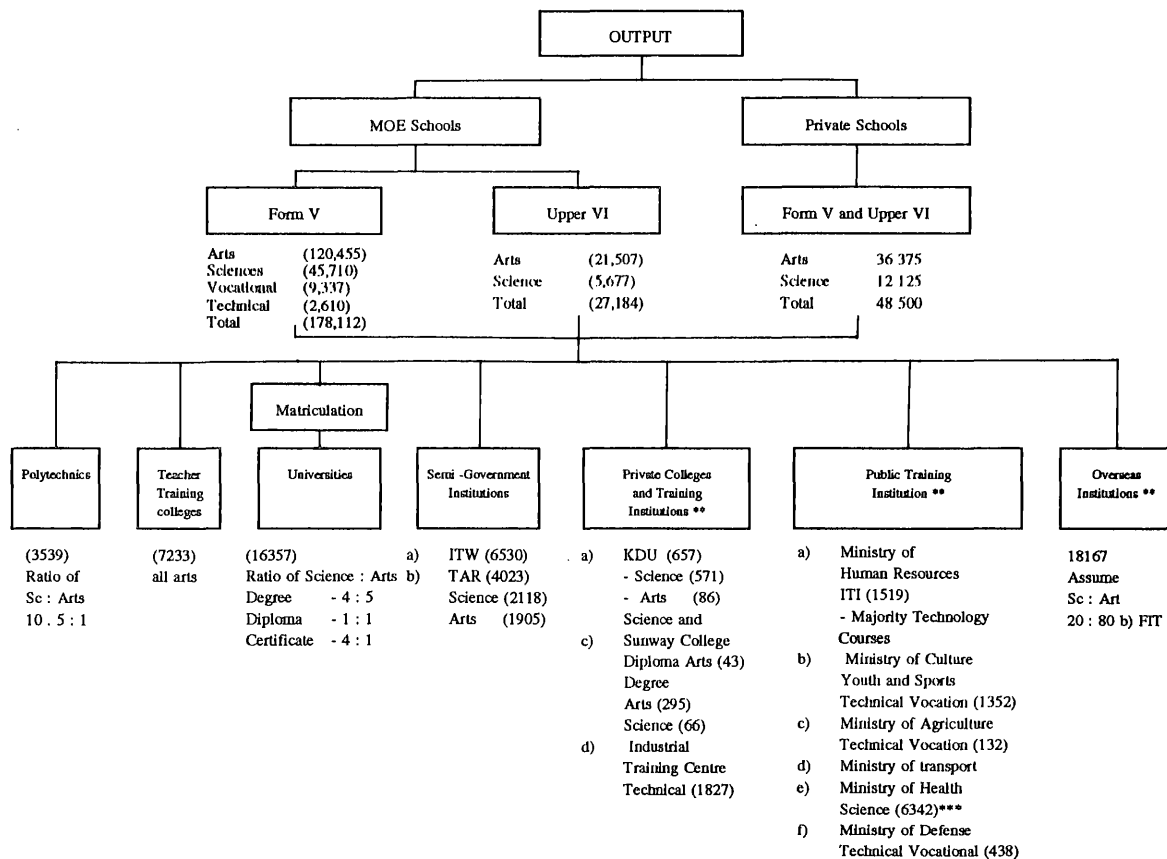 OUTPUT
MOE Schools
Private Schools
Form V
Upper VI
Form V and Upper VI
Arts (120,455)
Sciences (45,710)
Vocational (9,337)
Technical (2,610)
Total (178,112)
Arts (21,507)
Science (5,677)
Total (27,184)
Arts 36 375
Science 12 125
Total 48 500
Matriculation
Polytechnics
Teacher
Training
colleges
Universities
Semi -Government
Institutions
Private Colleges
and Training
Institutions **
Public Training
Institution **
Overseas
Institutions **
(3539)
Ratio of
Sc : Arts
10 . 5 : 1
(7233)
all arts
(16357)
Ratio of Science : Arts
Degree - 4 : 5
Diploma - 1 : 1
Certificate - 4 : 1
a) ITW (6530)
b) TAR (4023)
Science (2118)
Arts (1905)
a) KDU (657)
- Science (571)
- Arts (86)
Science and
c) Sunway College
Diploma Arts (43)
Degree
Arts (295)
Science (66)
d) Industrial
Training Centre
Technical (1827)
a) Ministry of
Human Resources
ITI (1519)
- Majority Technology
Courses
b) Ministry of Culture
Youth and Sports
Technical Vocation (1352)
c) Ministry of Agriculture
Technical Vocation (132)
d) Ministry of transport
e) Ministry of Health
Science (6342)***
f) Ministry of Defense
Technical Vocational (438)
18167
Assume
Sc : Art
20 : 80 b) FIT